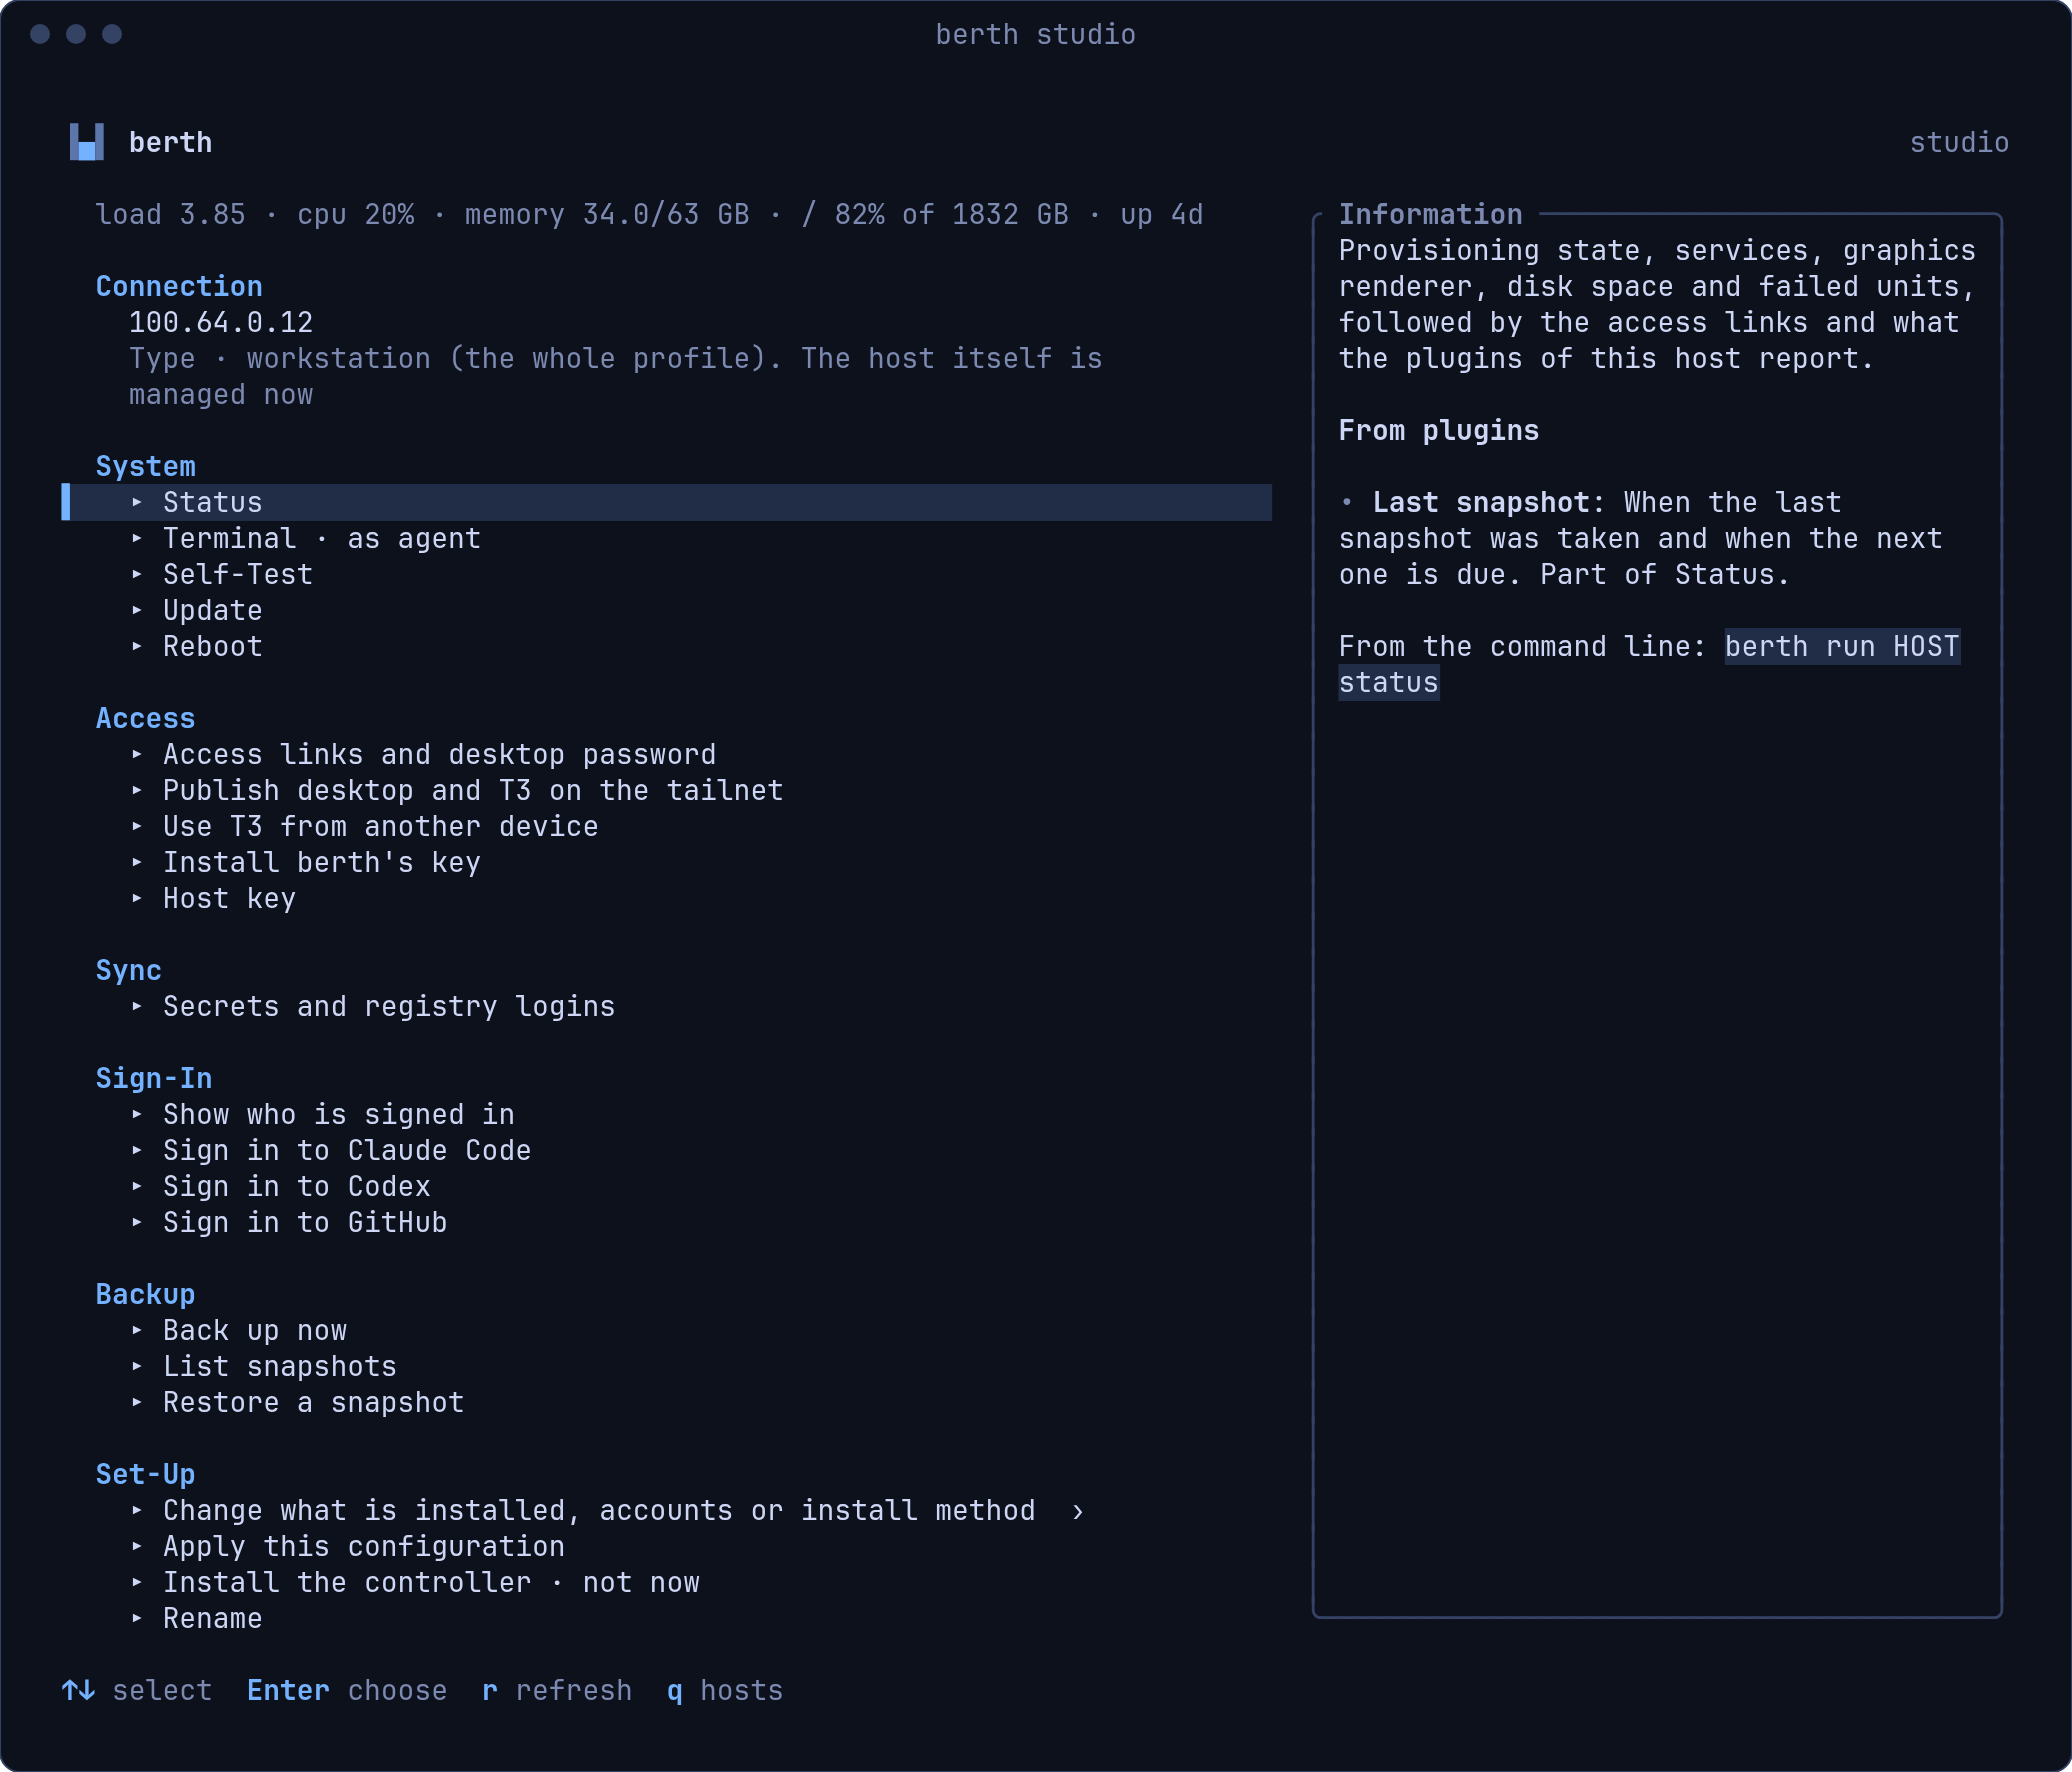 berth studio
berth
studio
load 3.85 · cpu 20% · memory 34.0/63 GB · / 82% of 1832 GB · up 4d
Connection
100.64.0.12
Type · workstation (the whole profile). The host itself is
managed now
System
▸ Status
▸ Terminal · as agent
▸ Self-Test
▸ Update
▸ Reboot
Access
▸ Access links and desktop password
▸ Publish desktop and T3 on the tailnet
▸ Use T3 from another device
▸ Install berth's key
▸ Host key
Sync
▸ Secrets and registry logins
Sign-In
▸ Show who is signed in
▸ Sign in to Claude Code
▸ Sign in to Codex
▸ Sign in to GitHub
Backup
▸ Back up now
▸ List snapshots
▸ Restore a snapshot
Set-Up
▸ Change what is installed, accounts or install method ›
▸ Apply this configuration
▸ Install the controller · not now
▸ Rename
Information
Provisioning state, services, graphics
renderer, disk space and failed units,
followed by the access links and what
the plugins of this host report.
From plugins
• Last snapshot: When the last
snapshot was taken and when the next
one is due. Part of Status.
From the command line: berth run HOST
status
↑↓ select Enter choose r refresh q hosts